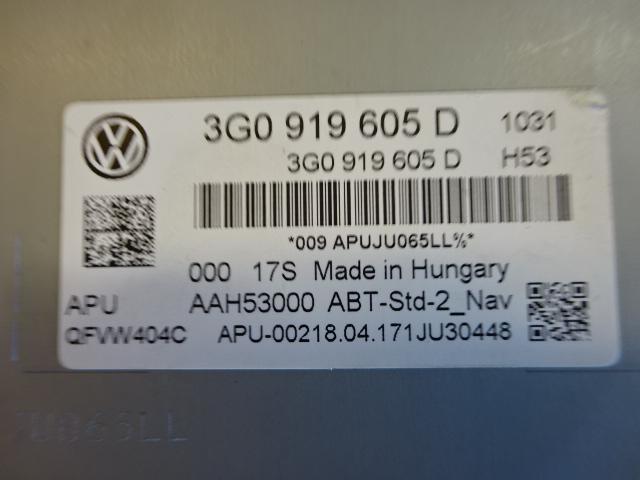 3G0 919 605 D 1031
3G0 919 605 D H53
*009 APUJU065LL%*
000 17S Made in Hungary
APU AAH53000 ABT-Std-2_Nav
QFVW404C APU-00218.04.171JU30448
JU065LL